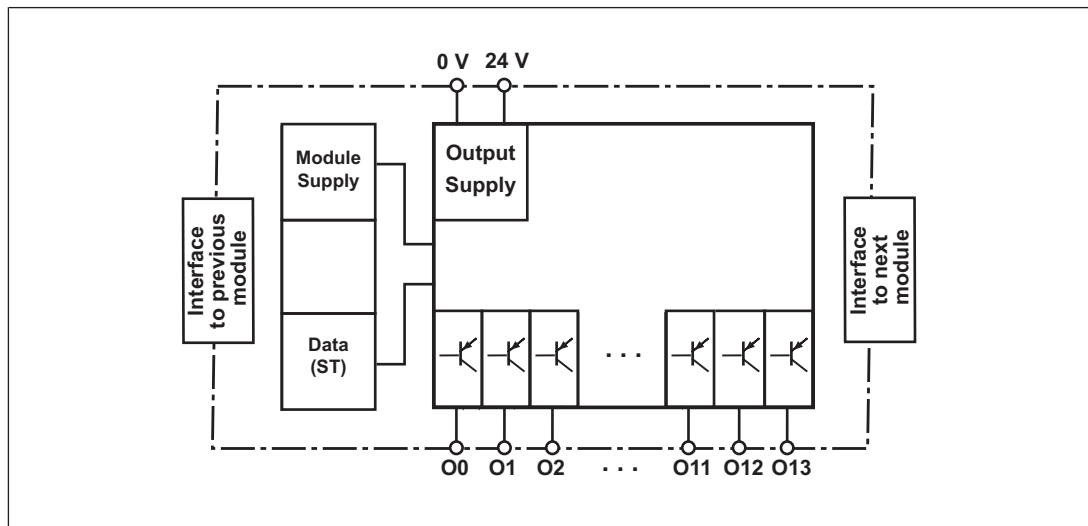 0 V 24 V
Module
Supply
Output
Supply
Interface
to previous
module
Interface
to next
module
Data
(ST)
. . .
O0 O1 O2 . . . O11 O12 O13